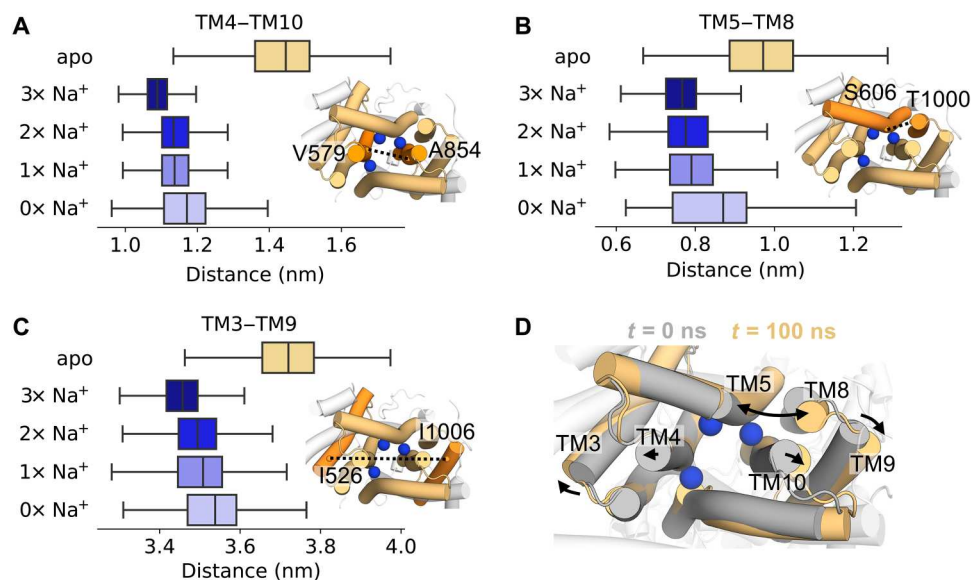 A
TM4–TM10
apo
3× Na⁺
2× Na⁺
1× Na⁺
0× Na⁺
V579
A854
1.0 1.2 1.4 1.6
Distance (nm)
B
TM5–TM8
apo
3× Na⁺
2× Na⁺
1× Na⁺
0× Na⁺
S606
T1000
0.6 0.8 1.0 1.2
Distance (nm)
C
TM3–TM9
apo
3× Na⁺
2× Na⁺
1× Na⁺
0× Na⁺
I1006
I526
3.4 3.6 3.8 4.0
Distance (nm)
D
t = 0 ns t = 100 ns
TM5
TM8
TM3
TM4
TM9
TM10